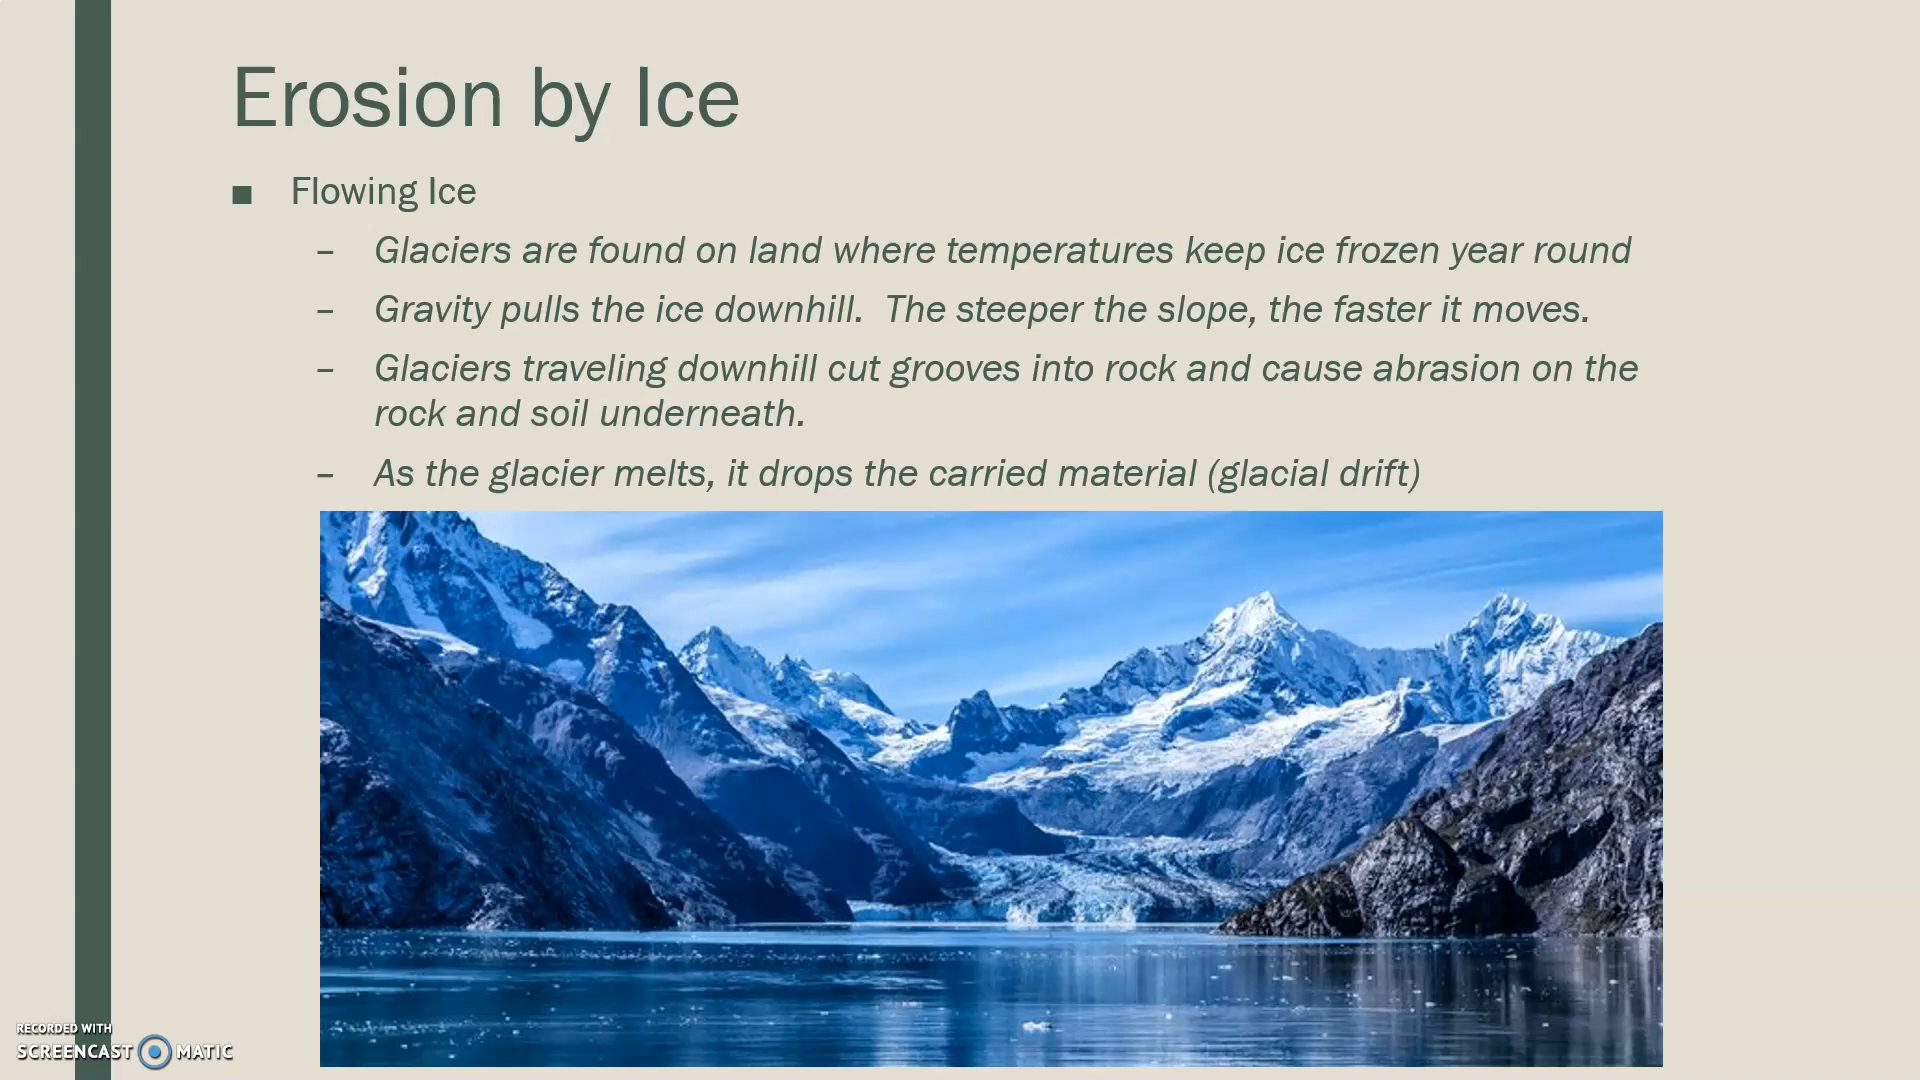 Erosion by Ice
■ Flowing Ice
– Glaciers are found on land where temperatures keep ice frozen year round
– Gravity pulls the ice downhill.  The steeper the slope, the faster it moves.
– Glaciers traveling downhill cut grooves into rock and cause abrasion on the
rock and soil underneath.
– As the glacier melts, it drops the carried material (glacial drift)
RECORDED WITH
SCREENCAST MATIC